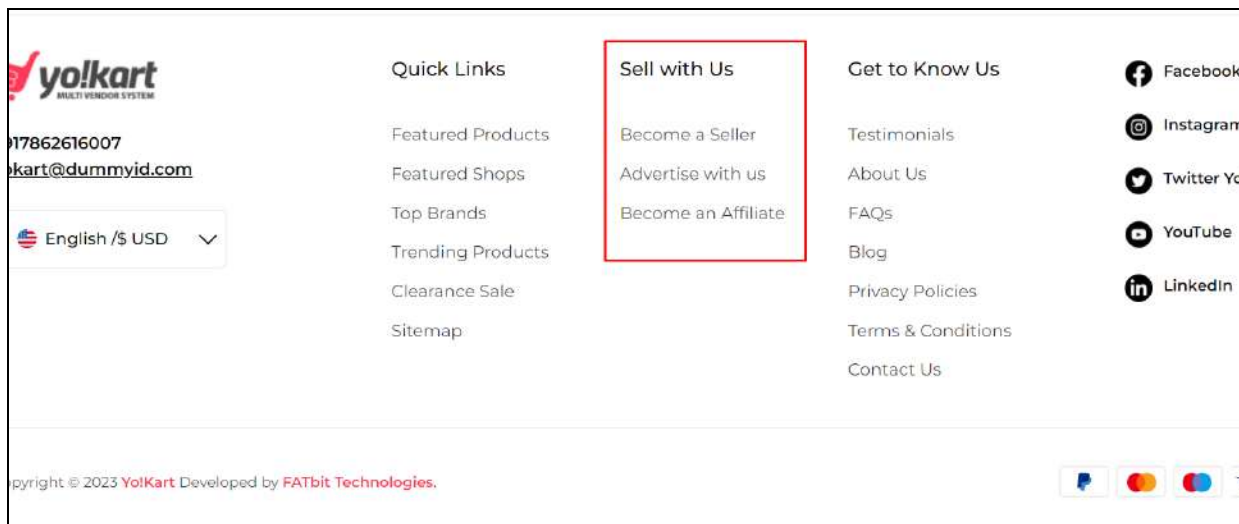 yo!kart
MULTI VENDOR SYSTEM
917862616007
kart@dummyid.com
English /$ USD
Quick Links
Featured Products
Featured Shops
Top Brands
Trending Products
Clearance Sale
Sitemap
Sell with Us
Become a Seller
Advertise with us
Become an Affiliate
Get to Know Us
Testimonials
About Us
FAQs
Blog
Privacy Policies
Terms & Conditions
Contact Us
Facebook
Instagram
Twitter Yo
YouTube
LinkedIn
pyright © 2023 Yo!Kart Developed by FATbit Technologies.